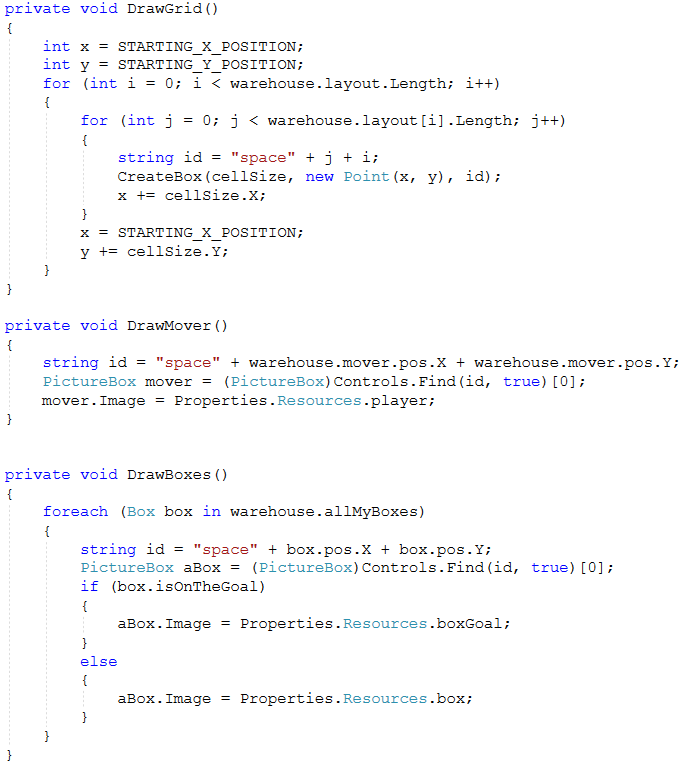 private void DrawGrid()
{
    int x = STARTING_X_POSITION;
    int y = STARTING_Y_POSITION;
    for (int i = 0; i < warehouse.layout.Length; i++)
    {
        for (int j = 0; j < warehouse.layout[i].Length; j++)
        {
            string id = "space" + j + i;
            CreateBox(cellSize, new Point(x, y), id);
            x += cellSize.X;
        }
        x = STARTING_X_POSITION;
        y += cellSize.Y;
    }
}

private void DrawMover()
{
    string id = "space" + warehouse.mover.pos.X + warehouse.mover.pos.Y;
    PictureBox mover = (PictureBox)Controls.Find(id, true)[0];
    mover.Image = Properties.Resources.player;
}


private void DrawBoxes()
{
    foreach (Box box in warehouse.allMyBoxes)
    {
        string id = "space" + box.pos.X + box.pos.Y;
        PictureBox aBox = (PictureBox)Controls.Find(id, true)[0];
        if (box.isOnTheGoal)
        {
            aBox.Image = Properties.Resources.boxGoal;
        }
        else
        {
            aBox.Image = Properties.Resources.box;
        }
    }
}